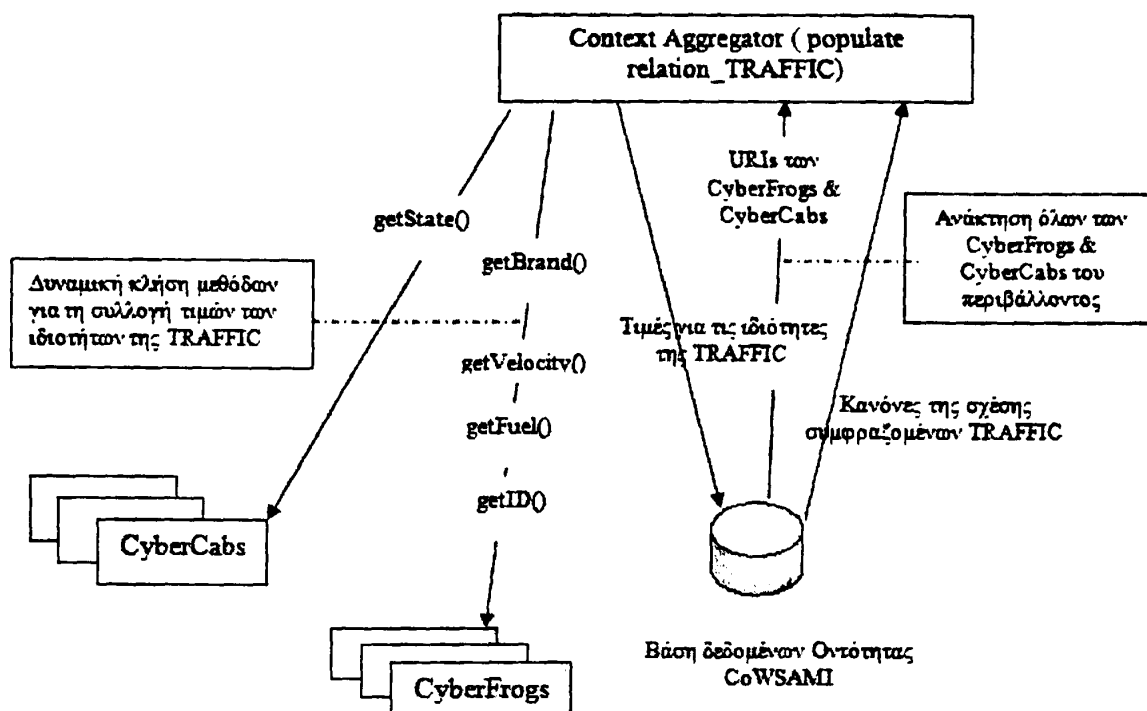 Context Aggregator ( populate
relation_TRAFFIC)
URIs των
CyberFrogs &
CyberCabs
getState()
Ανάκτηση όλων των
CyberFrogs &
CyberCabs του
περιβάλλοντος
getBrand()
Δυναμική κλήση μεθόδων
για τη συλλογή τιμών των
ιδιοτήτων της TRAFFIC
Τιμές για τις ιδιότητες
της TRAFFIC
getVelocity()
Κανόνες της σχέσης
συμφραζομένων TRAFFIC
getFuel()
getID()
CyberCabs
Βάση δεδομένων Οντότητας
CoWSAMI
CyberFrogs